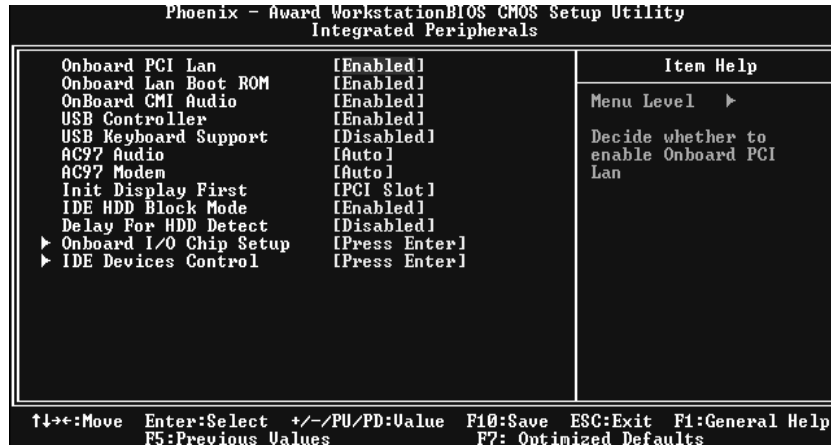 Phoenix - Award WorkstationBIOS CMOS Setup Utility
Integrated Peripherals
Onboard PCI Lan [Enabled]
Onboard Lan Boot ROM [Enabled]
OnBoard CMI Audio [Enabled]
USB Controller [Enabled]
USB Keyboard Support [Disabled]
AC97 Audio [Auto]
AC97 Modem [Auto]
Init Display First [PCI Slot]
IDE HDD Block Mode [Enabled]
Delay For HDD Detect [Disabled]
▶ Onboard I/O Chip Setup [Press Enter]
▶ IDE Devices Control [Press Enter]
Item Help
Menu Level ▶
Decide whether to
enable Onboard PCI
Lan
↑↓→←:Move Enter:Select +/-/PU/PD:Value F10:Save ESC:Exit F1:General Help
F5:Previous Values F7: Optimized Defaults